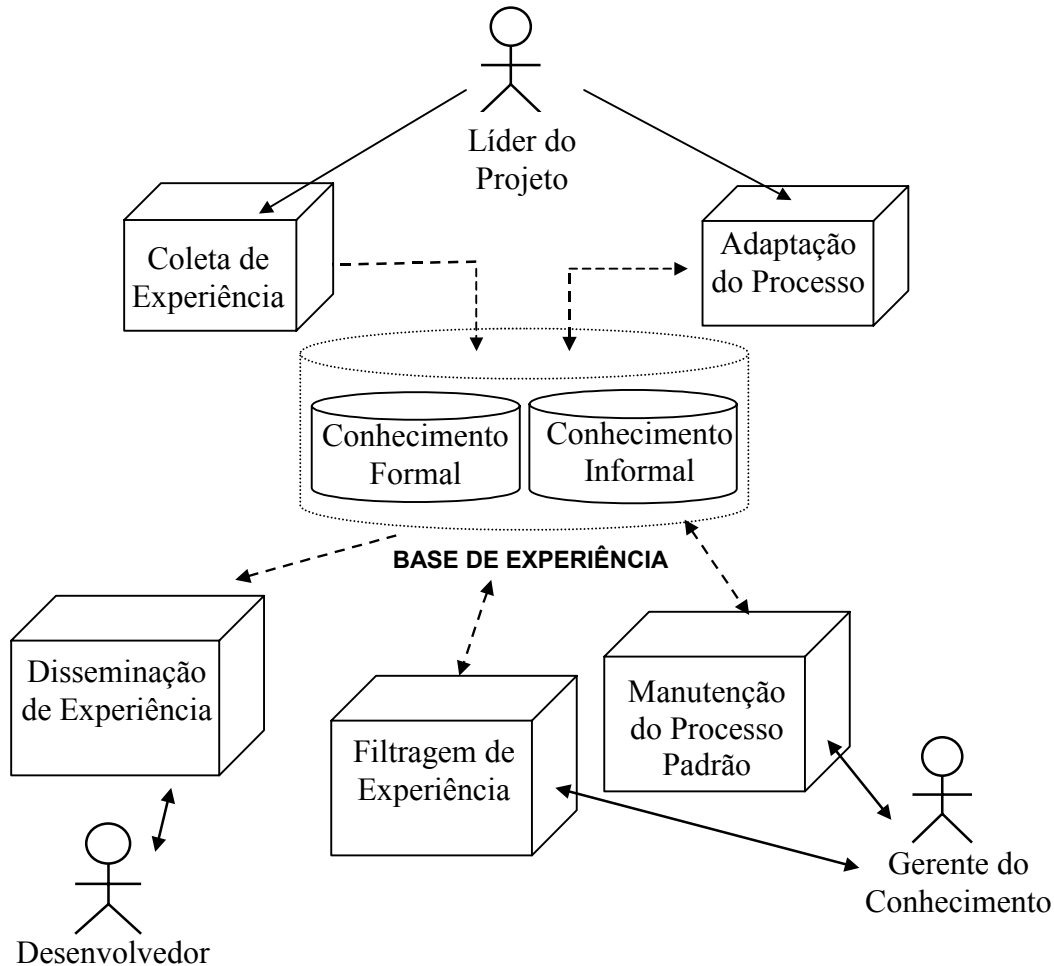 Líder do
Projeto
Coleta de
Experiência
Adaptação
do Processo
Conhecimento
Formal
Conhecimento
Informal
BASE DE EXPERIÊNCIA
Disseminação
de Experiência
Filtragem de
Experiência
Manutenção
do Processo
Padrão
Gerente do
Conhecimento
Desenvolvedor